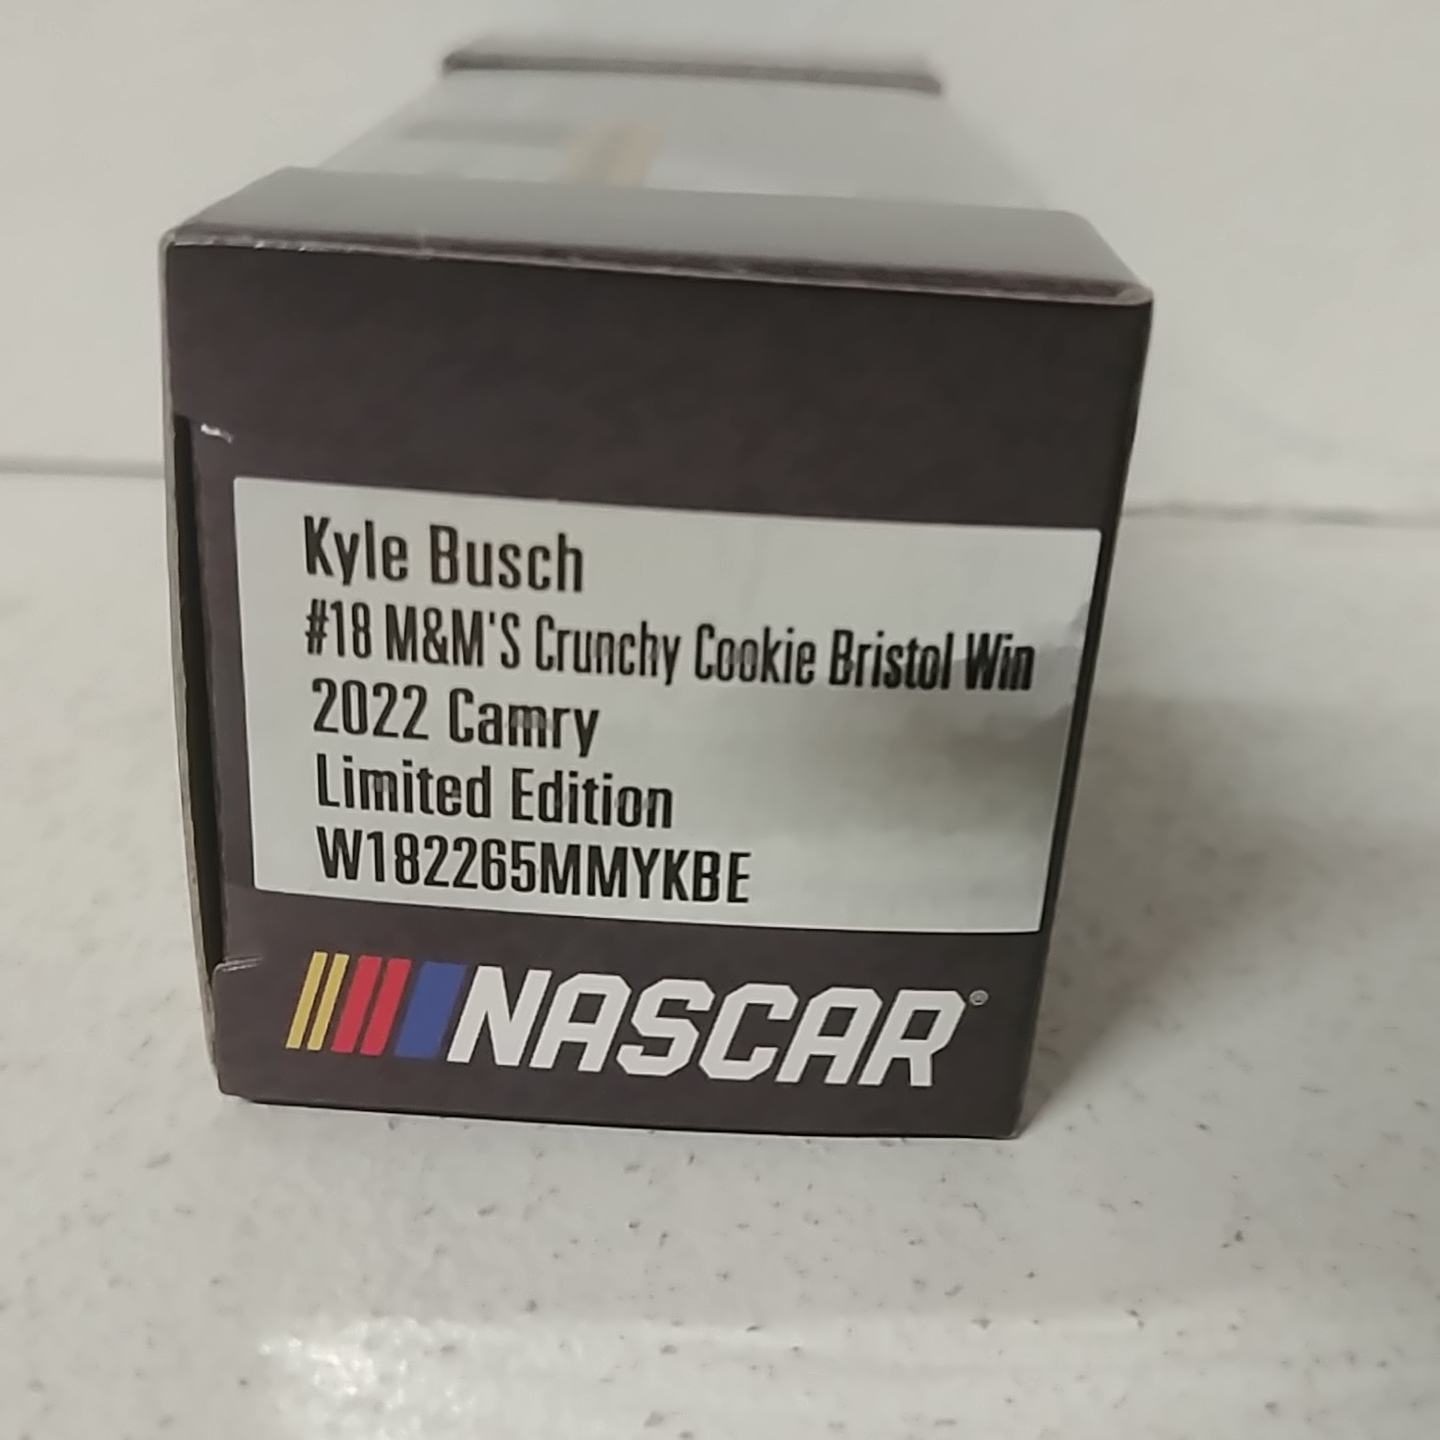 Kyle Busch
#18 M&M'S Crunchy Cookie Bristol Win
2022 Camry
Limited Edition
W182265MMYKBE
NASCAR®